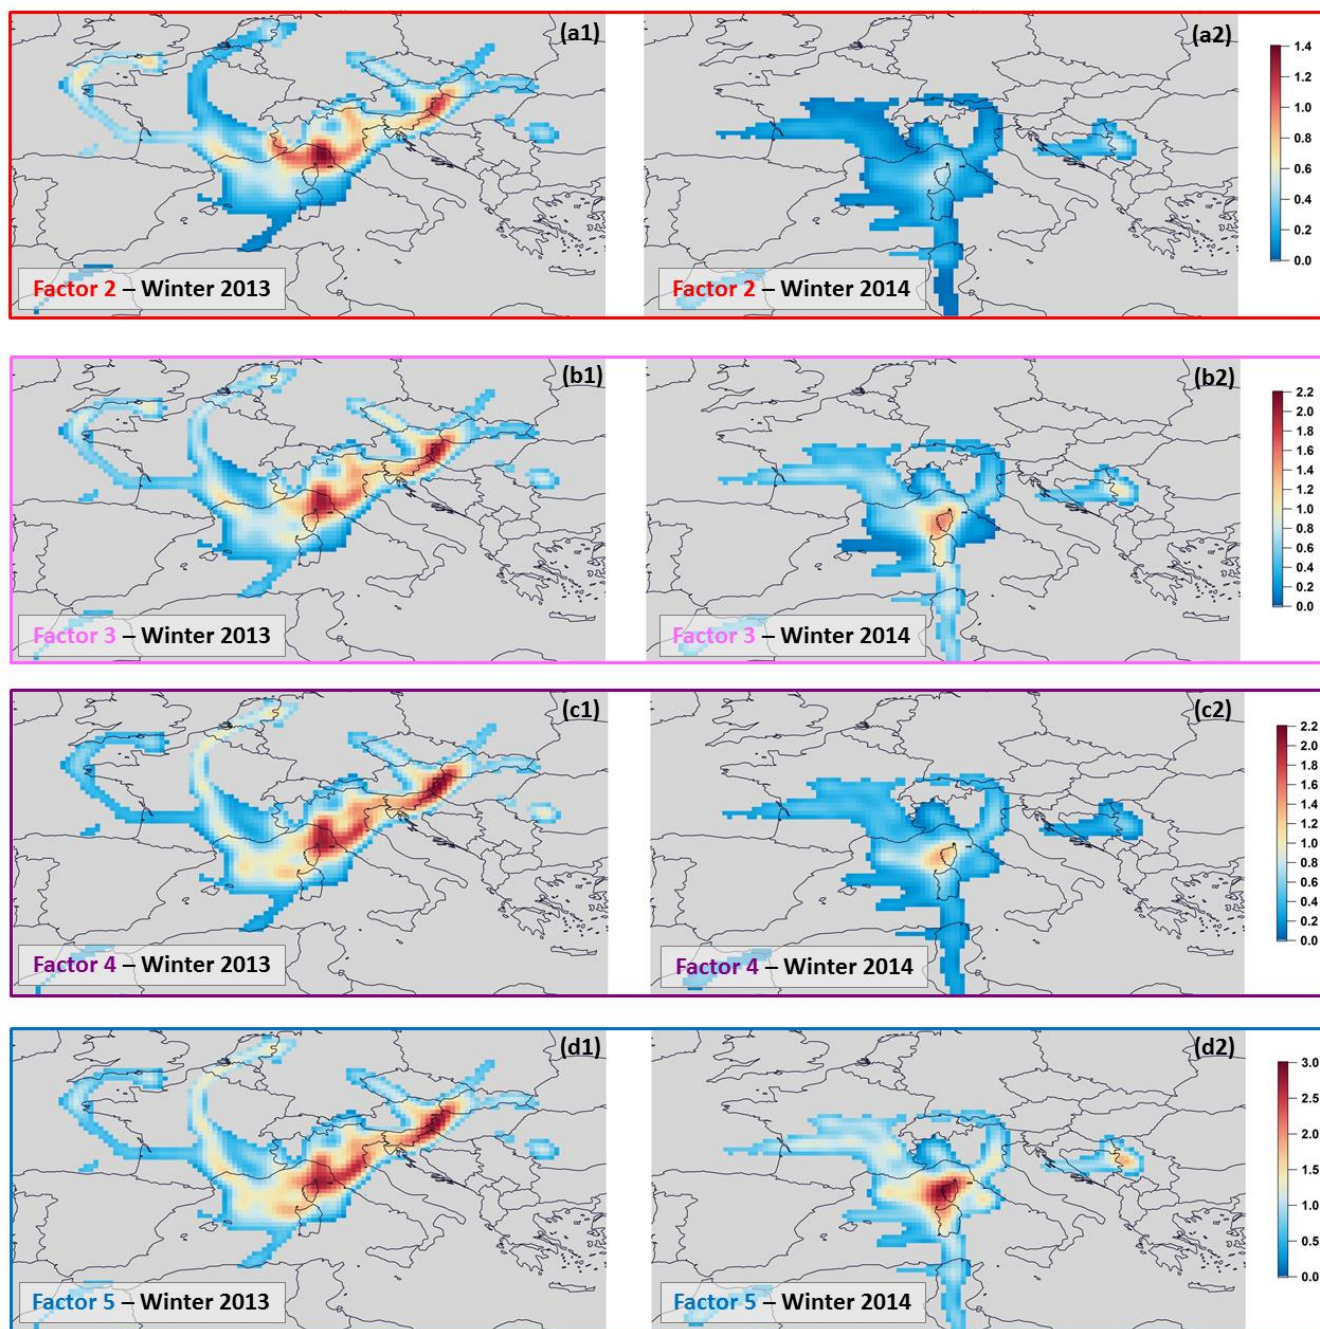 (a1)
(a2)
1.4
1.2
1.0
0.8
0.6
0.4
0.2
0.0
Factor 2 – Winter 2013
Factor 2 – Winter 2014
(b1)
(b2)
2.2
2.0
1.8
1.6
1.4
1.2
1.0
0.8
0.6
0.4
0.2
0.0
Factor 3 – Winter 2013
Factor 3 – Winter 2014
(c1)
(c2)
2.2
2.0
1.8
1.6
1.4
1.2
1.0
0.8
0.6
0.4
0.2
0.0
Factor 4 – Winter 2013
Factor 4 – Winter 2014
(d1)
(d2)
3.0
2.5
2.0
1.5
1.0
0.5
0.0
Factor 5 – Winter 2013
Factor 5 – Winter 2014